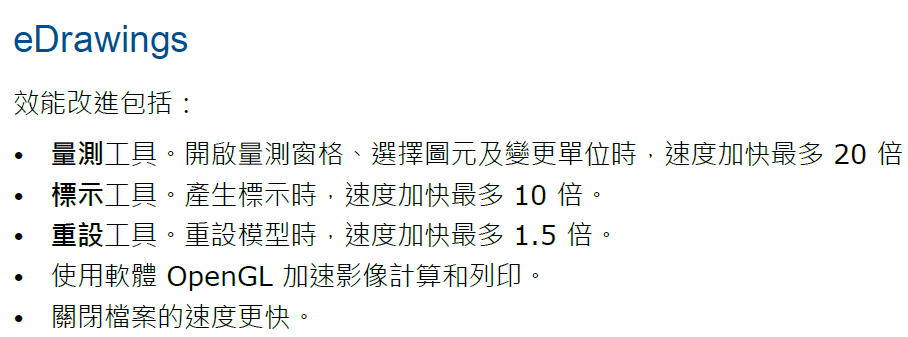 eDrawings
效能改進包括：
• 量測工具。開啟量測窗格、選擇圖元及變更單位時，速度加快最多 20 倍
• 標示工具。產生標示時，速度加快最多 10 倍。
• 重設工具。重設模型時，速度加快最多 1.5 倍。
• 使用軟體 OpenGL 加速影像計算和列印。
• 關閉檔案的速度更快。